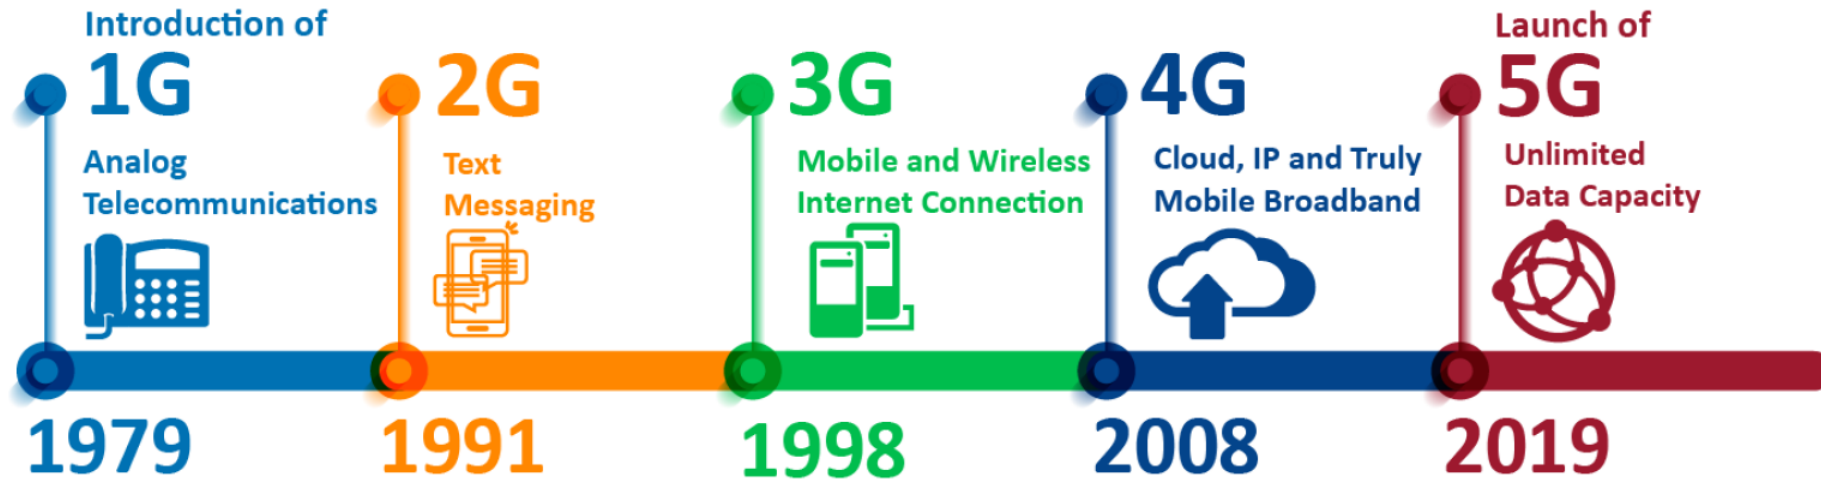 Introduction of
1G
Analog
Telecommunications
1979
2G
Text
Messaging
1991
3G
Mobile and Wireless
Internet Connection
1998
4G
Cloud, IP and Truly
Mobile Broadband
2008
Launch of
5G
Unlimited
Data Capacity
2019